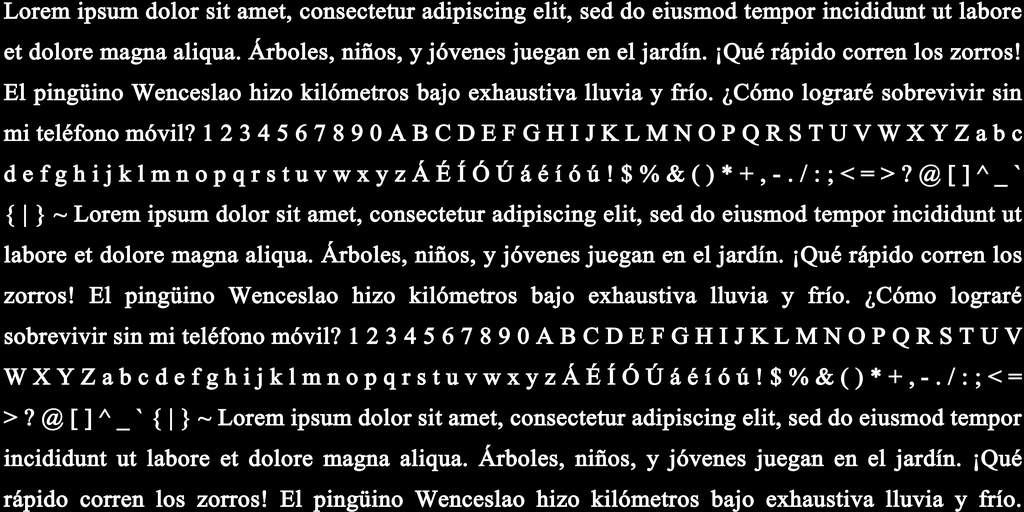 Lorem ipsum dolor sit amet, consectetur adipiscing elit, sed do eiusmod tempor incididunt ut labore
et dolore magna aliqua. Árboles, niños, y jóvenes juegan en el jardín. ¡Qué rápido corren los zorros!
El pingüino Wenceslao hizo kilómetros bajo exhaustiva lluvia y frío. ¿Cómo lograré sobrevivir sin
mi teléfono móvil? 1 2 3 4 5 6 7 8 9 0 A B C D E F G H I J K L M N O P Q R S T U V W X Y Z a b c
d e f g h i j k l m n o p q r s t u v w x y z Á É Í Ó Ú á é í ó ú ! $ % & ( ) * + , - . / : ; < = > ? @ [ ] ^ _ `
{ | } ~ Lorem ipsum dolor sit amet, consectetur adipiscing elit, sed do eiusmod tempor incididunt ut
labore et dolore magna aliqua. Árboles, niños, y jóvenes juegan en el jardín. ¡Qué rápido corren los
zorros! El pingüino Wenceslao hizo kilómetros bajo exhaustiva lluvia y frío. ¿Cómo lograré
sobrevivir sin mi teléfono móvil? 1 2 3 4 5 6 7 8 9 0 A B C D E F G H I J K L M N O P Q R S T U V
W X Y Z a b c d e f g h i j k l m n o p q r s t u v w x y z Á É Í Ó Ú á é í ó ú ! $ % & ( ) * + , - . / : ; < =
> ? @ [ ] ^ _ ` { | } ~ Lorem ipsum dolor sit amet, consectetur adipiscing elit, sed do eiusmod tempor
incididunt ut labore et dolore magna aliqua. Árboles, niños, y jóvenes juegan en el jardín. ¡Qué
rápido corren los zorros! El pingüino Wenceslao hizo kilómetros bajo exhaustiva lluvia y frío.